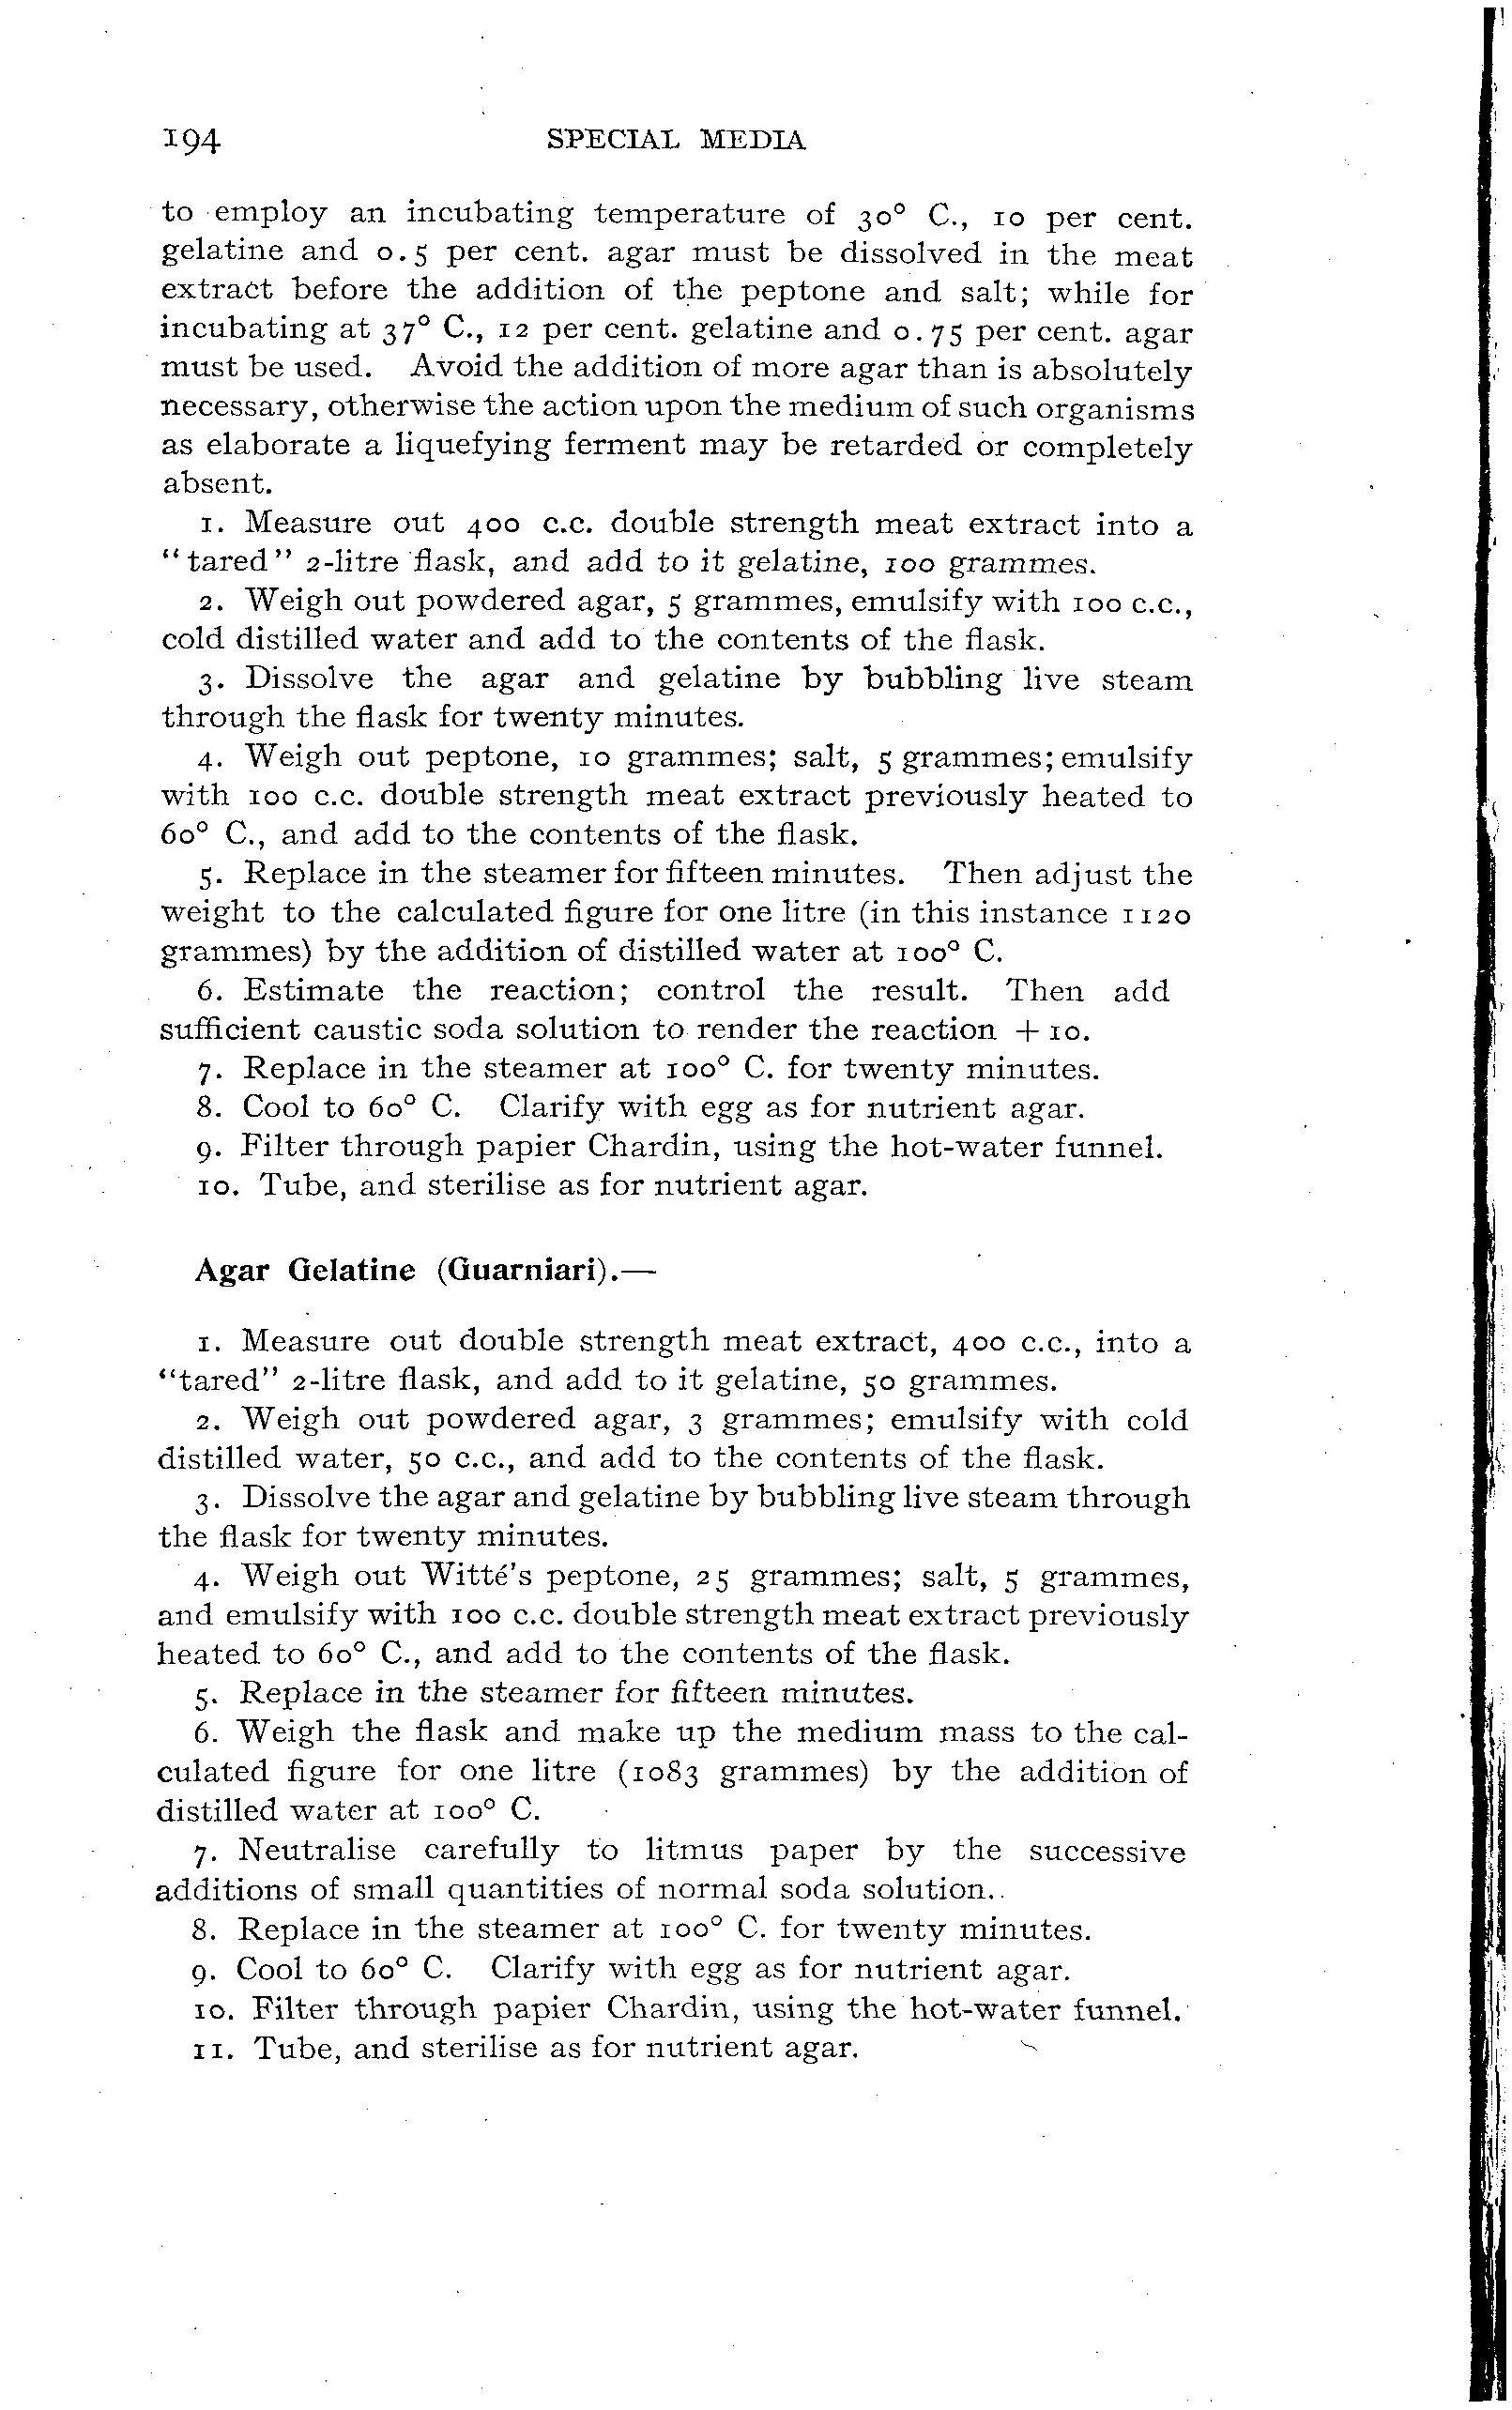 194 SPECIAL MEDIA
to employ an incubating temperature of 30° C., 10 per cent.
gelatine and 0.5 per cent. agar must be dissolved in the meat
extract before the addition of the peptone and salt; while for
incubating at 37° C., 12 per cent. gelatine and 0.75 per cent. agar
must be used. Avoid the addition of more agar than is absolutely
necessary, otherwise the action upon the medium of such organisms
as elaborate a liquefying ferment may be retarded or completely
absent.
1. Measure out 400 c.c. double strength meat extract into a
"tared" 2-litre flask, and add to it gelatine, 100 grammes.
2. Weigh out powdered agar, 5 grammes, emulsify with 100 c.c.,
cold distilled water and add to the contents of the flask.
3. Dissolve the agar and gelatine by bubbling live steam
through the flask for twenty minutes.
4. Weigh out peptone, 10 grammes; salt, 5 grammes; emulsify
with 100 c.c. double strength meat extract previously heated to
60° C., and add to the contents of the flask.
5. Replace in the steamer for fifteen minutes. Then adjust the
weight to the calculated figure for one litre (in this instance 1120
grammes) by the addition of distilled water at 100° C.
6. Estimate the reaction; control the result. Then add
sufficient caustic soda solution to render the reaction + 10.
7. Replace in the steamer at 100° C. for twenty minutes.
8. Cool to 60° C. Clarify with egg as for nutrient agar.
9. Filter through papier Chardin, using the hot-water funnel.
10. Tube, and sterilise as for nutrient agar.
Agar Gelatine (Guarniari).—
1. Measure out double strength meat extract, 400 c.c., into a
"tared" 2-litre flask, and add to it gelatine, 50 grammes.
2. Weigh out powdered agar, 3 grammes; emulsify with cold
distilled water, 50 c.c., and add to the contents of the flask.
3. Dissolve the agar and gelatine by bubbling live steam through
the flask for twenty minutes.
4. Weigh out Witté's peptone, 25 grammes; salt, 5 grammes,
and emulsify with 100 c.c. double strength meat extract previously
heated to 60° C., and add to the contents of the flask.
5. Replace in the steamer for fifteen minutes.
6. Weigh the flask and make up the medium mass to the cal-
culated figure for one litre (1083 grammes) by the addition of
distilled water at 100° C.
7. Neutralise carefully to litmus paper by the successive
additions of small quantities of normal soda solution.
8. Replace in the steamer at 100° C. for twenty minutes.
9. Cool to 60° C. Clarify with egg as for nutrient agar.
10. Filter through papier Chardin, using the hot-water funnel.
11. Tube, and sterilise as for nutrient agar.